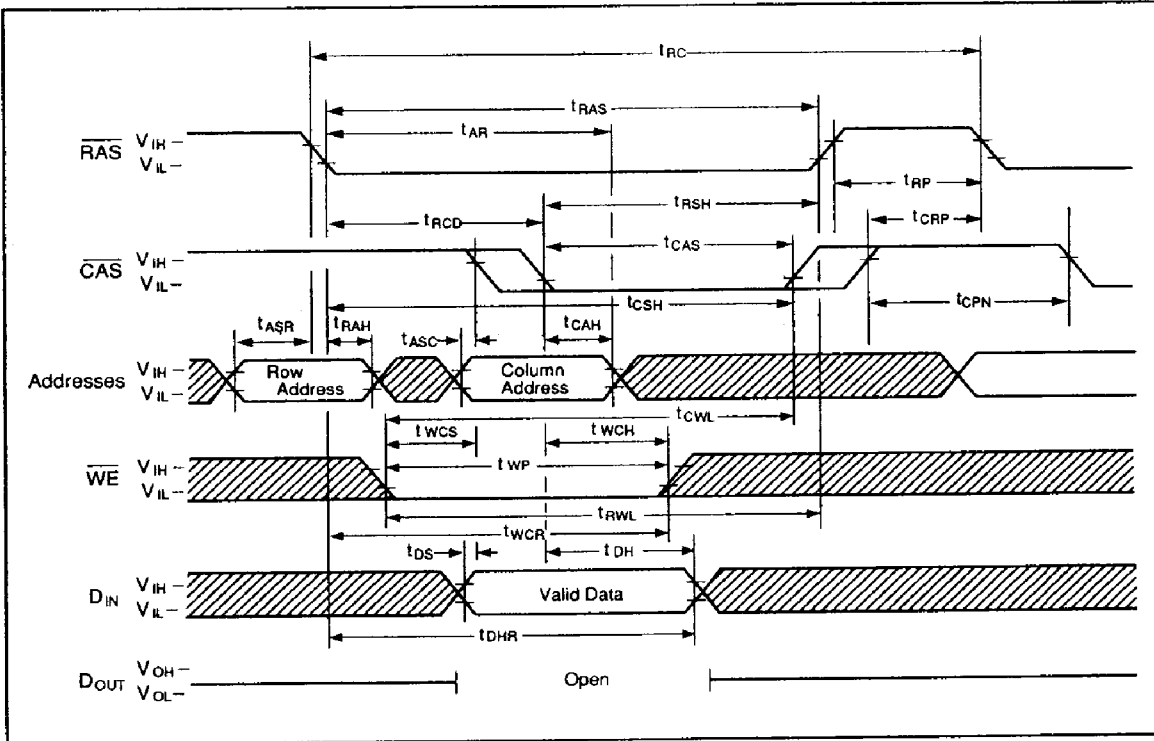 tRC
tRAS
tAR
RAS VIH
VIL
tRP
tRCD tRSH tCRP
tCAS
CAS VIH
VIL
tCSH tCPN
tASR tRAH tASC tCAH
Addresses VIH
VIL
Row Address
Column Address
tCWL
tWCS tWCH
WE VIH
VIL
tWP
tRWL
tWCR
tDS tDH
DIN VIH
VIL
Valid Data
tDHR
DOUT VOH
VOL
Open